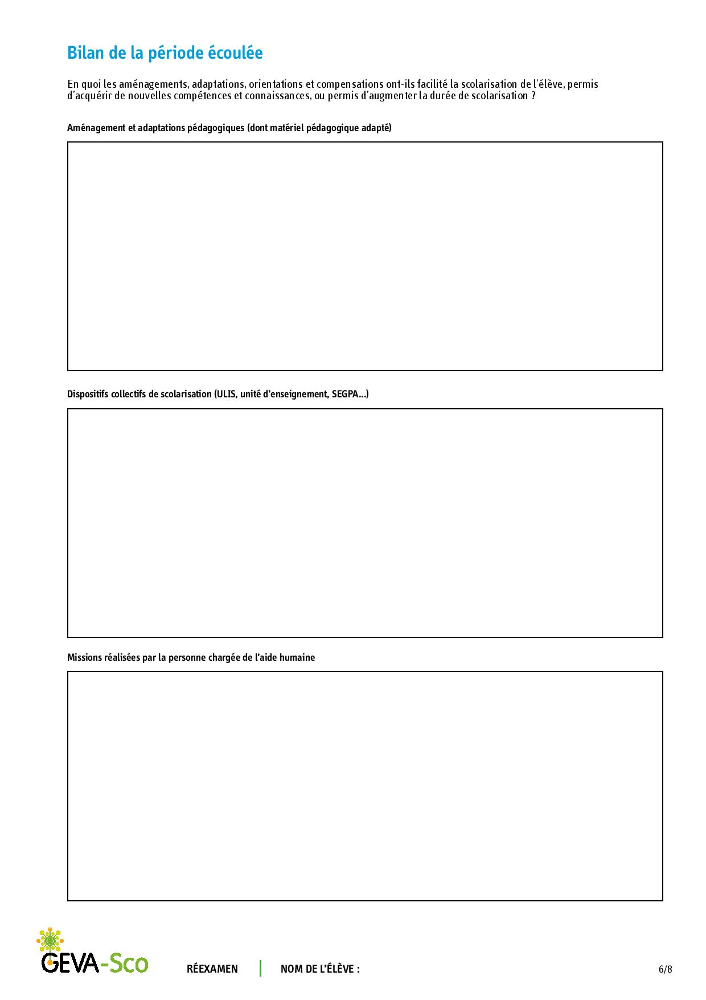 Bilan de la période écoulée
En quoi les aménagements, adaptations, orientations et compensations ont-ils facilité la scolarisation de l’élève, permis
d’acquérir de nouvelles compétences et connaissances, ou permis d’augmenter la durée de scolarisation ?
Aménagement et adaptations pédagogiques (dont matériel pédagogique adapté)
Dispositifs collectifs de scolarisation (ULIS, unité d’enseignement, SEGPA...)
Missions réalisées par la personne chargée de l’aide humaine
GEVA-Sco
RÉEXAMEN
NOM DE L’ÉLÈVE :
6/8